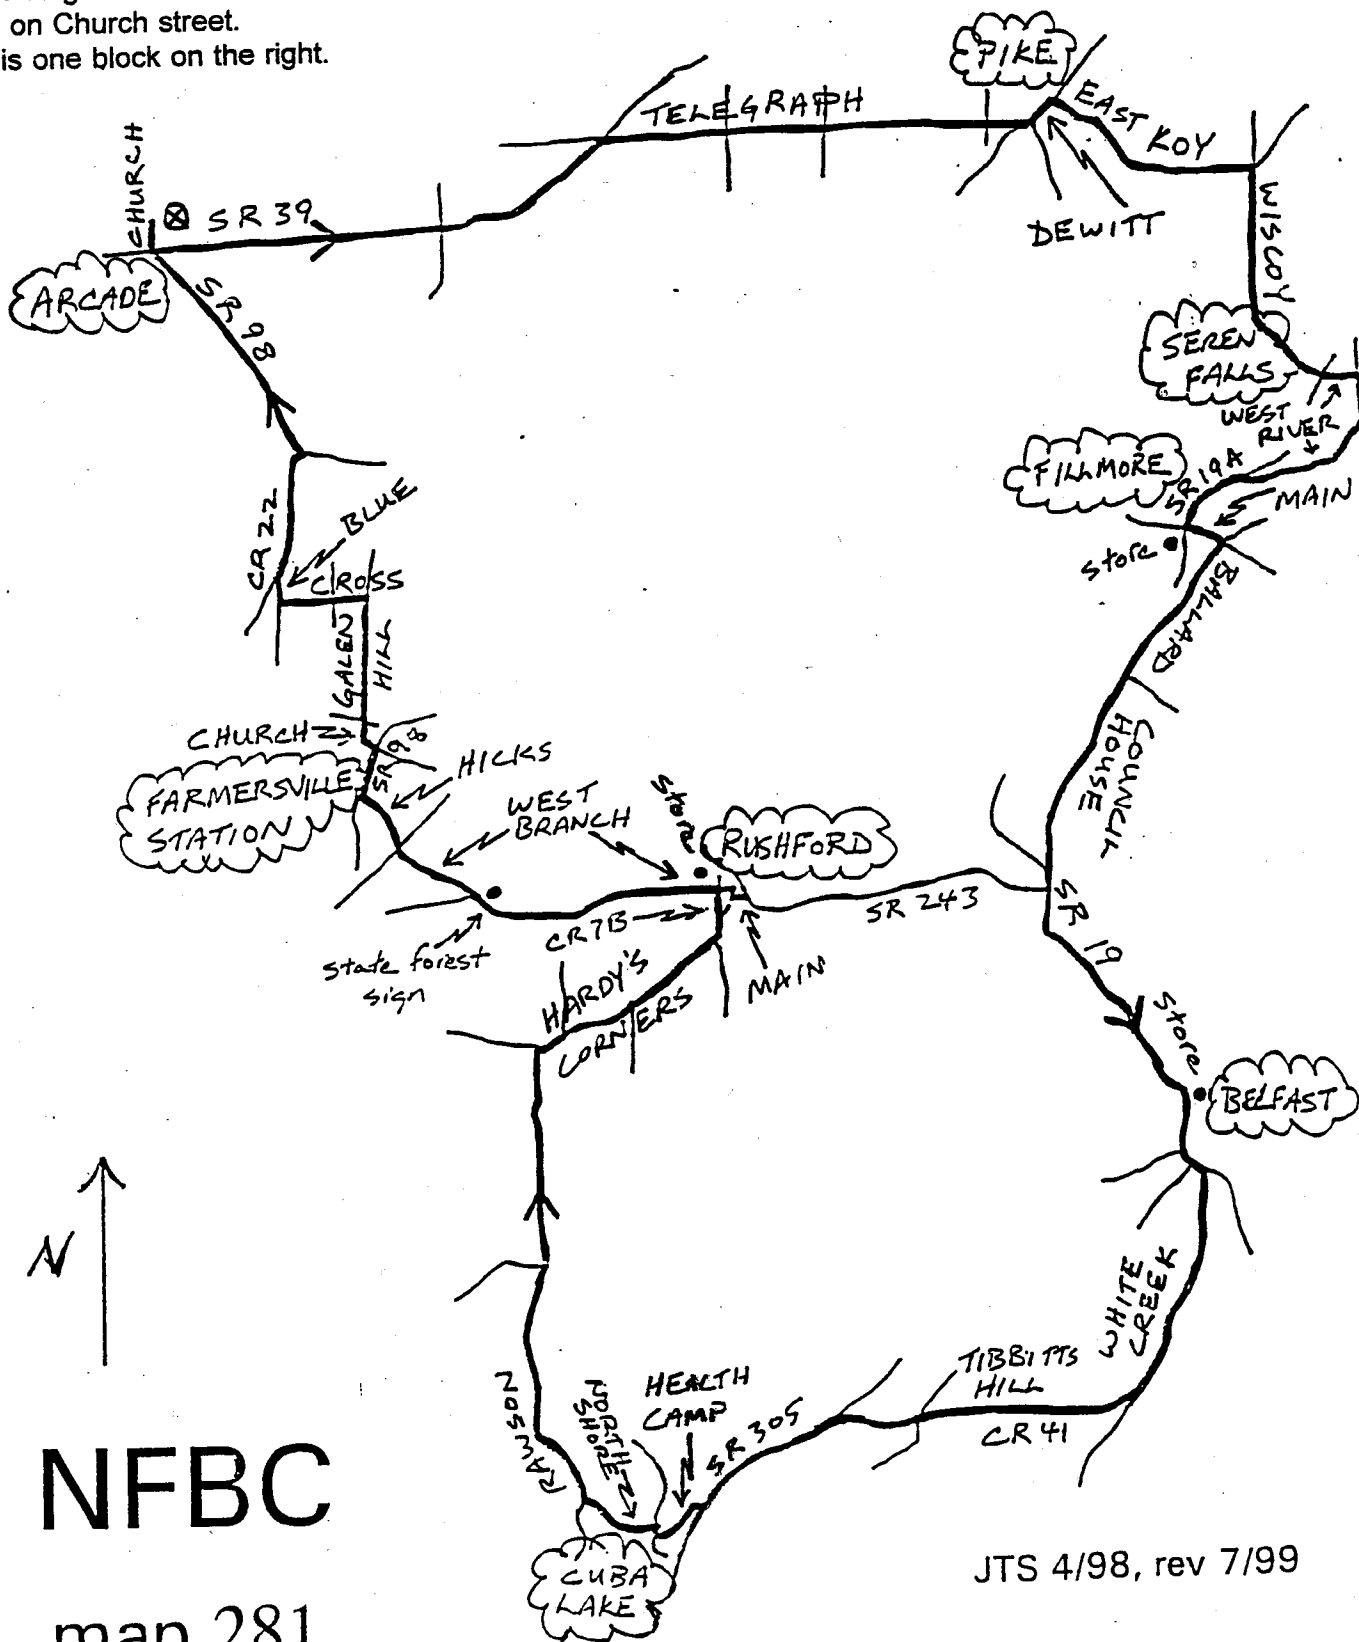 on Church street.
is one block on the right.
PIKE
TELEGRAPH
EAST
KOY
CHURCH
SR 39
DEWITT
WISCOY
ARCADE
SR 98
SEREN
FALLS
WEST
RIVER
FILLMORE
SR 19A
MAIN
store
BLUE
CR 22
CROSS
BALLARD
GALEN
HILL
COUNCIL
HOUSE
CHURCH
SR 98
HICKS
FARMERSVILLE
STATION
WEST
BRANCH
store
RUSHFORD
SR 243
SR 19
CR7B
State forest
sign
MAIN
HARDY'S
CORNERS
store
BELFAST
N
WHITE
CREEK
TIBBITTS
HILL
CR 41
HEALTH
CAMP
NORTH
SHORE
RAWSON
SR 305
NFBC
CUBA
LAKE
JTS 4/98, rev 7/99
map 281